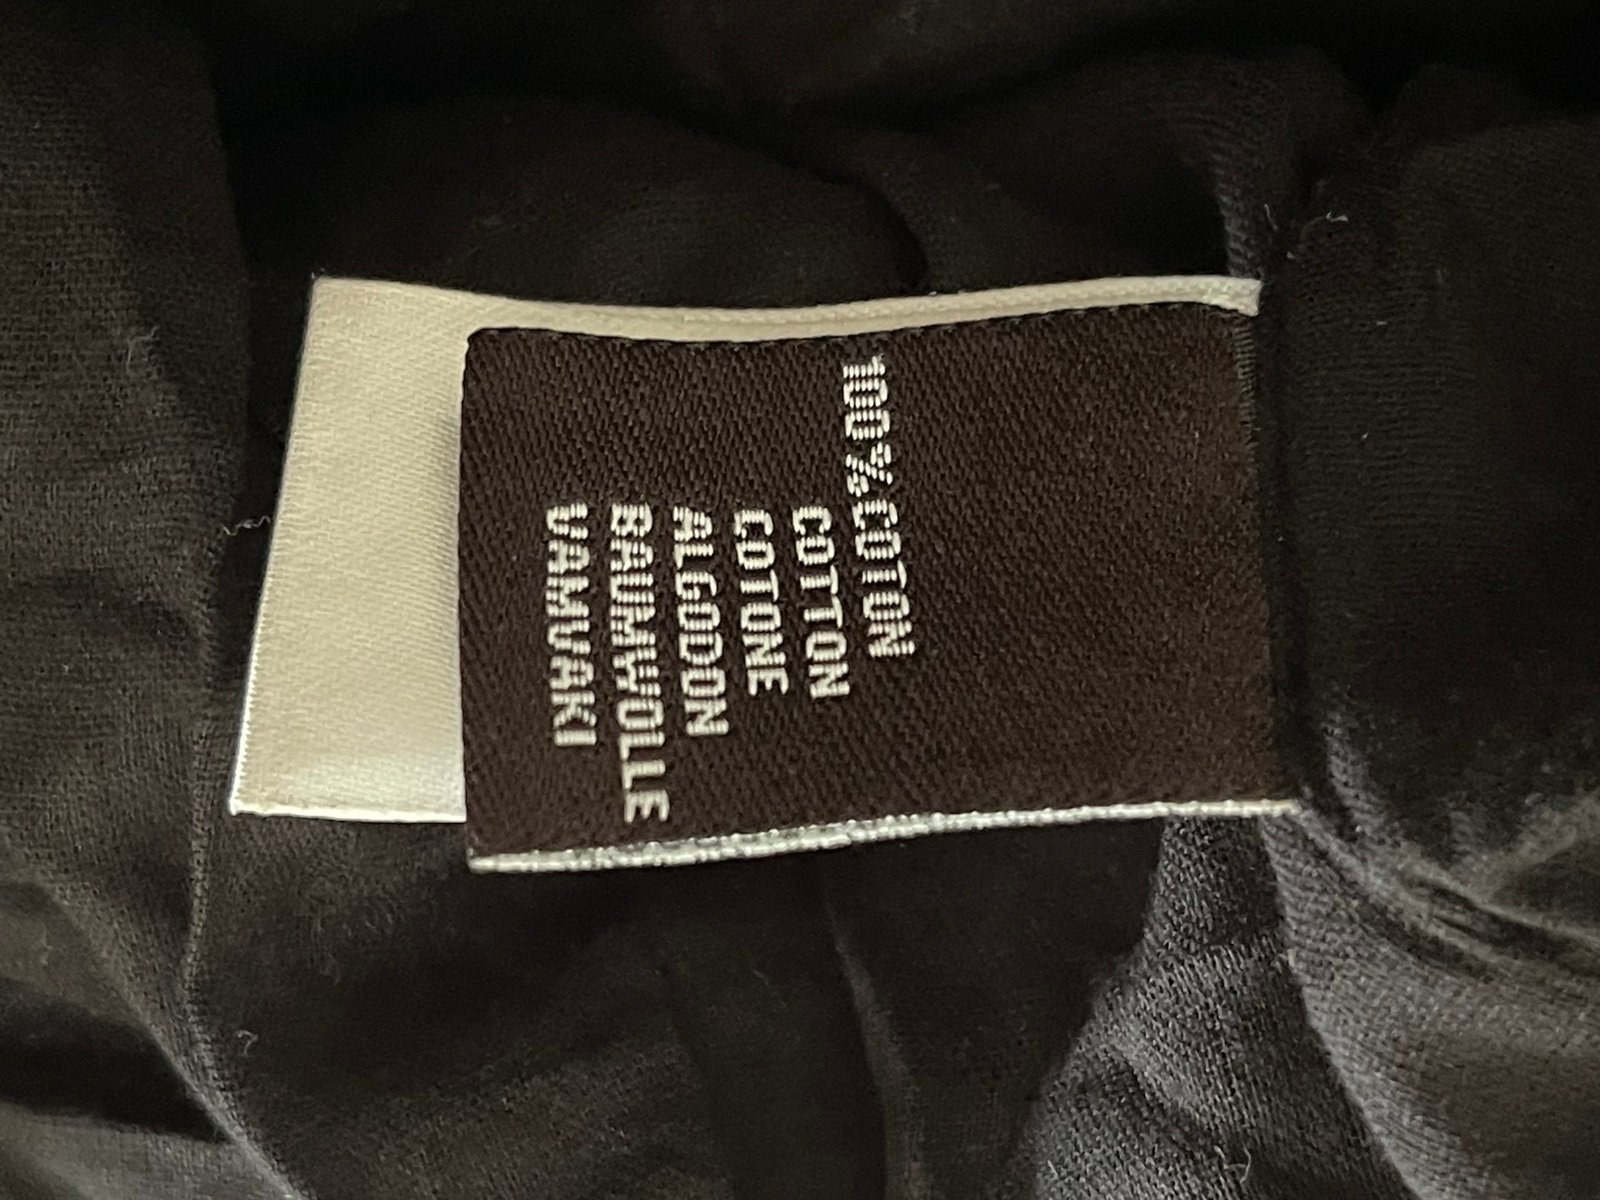 100% COTON
COTTON
COTONE
ALGODON
BAUMWOLLE
VAMVAKI